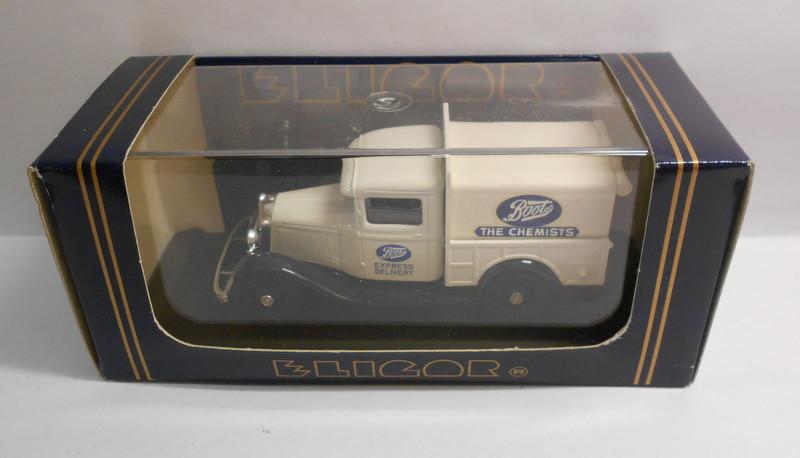 ELIGOR
Boots
THE CHEMISTS
Boots
EXPRESS
DELIVERY
ELIGOR ®